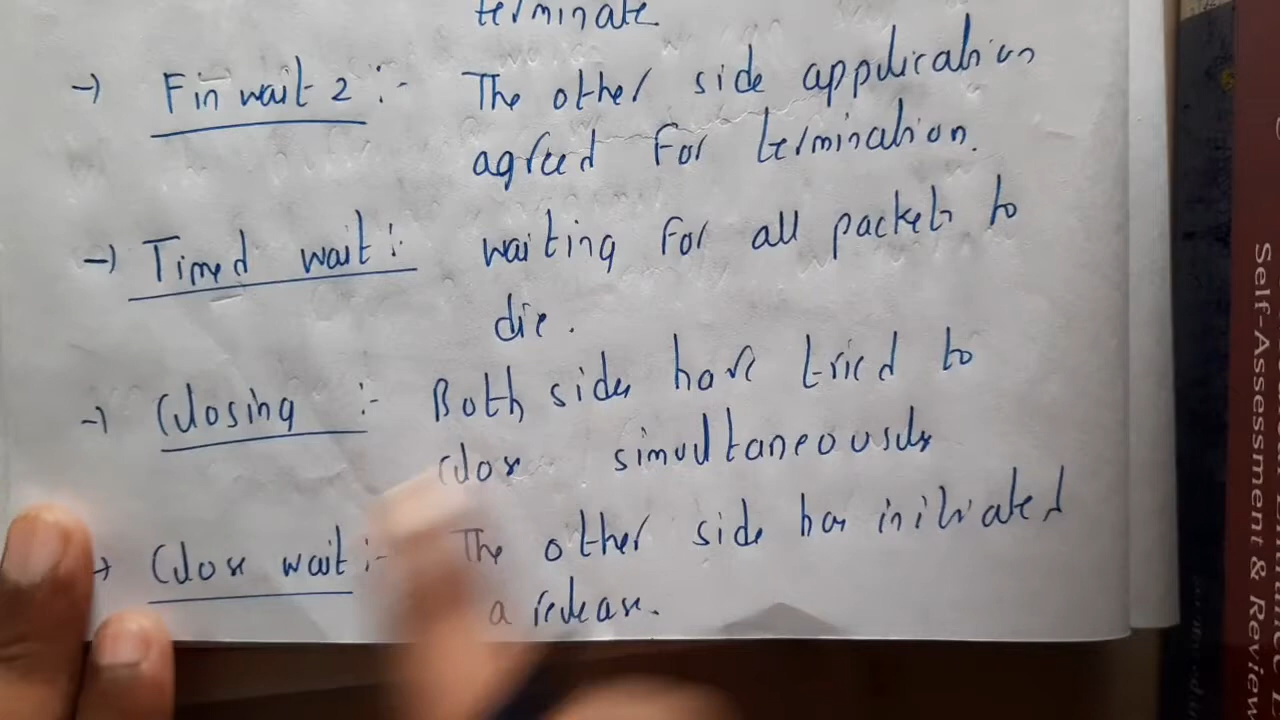 terminate.
→ Fin wait 2 :- The other side application
agreed for termination.
→ Timed wait :- waiting for all packets to
die.
→ Closing :- Both sides have tried to
close simultaneously
→ Close wait :- The other side has initiated
a release.
Self-Assessment & Review